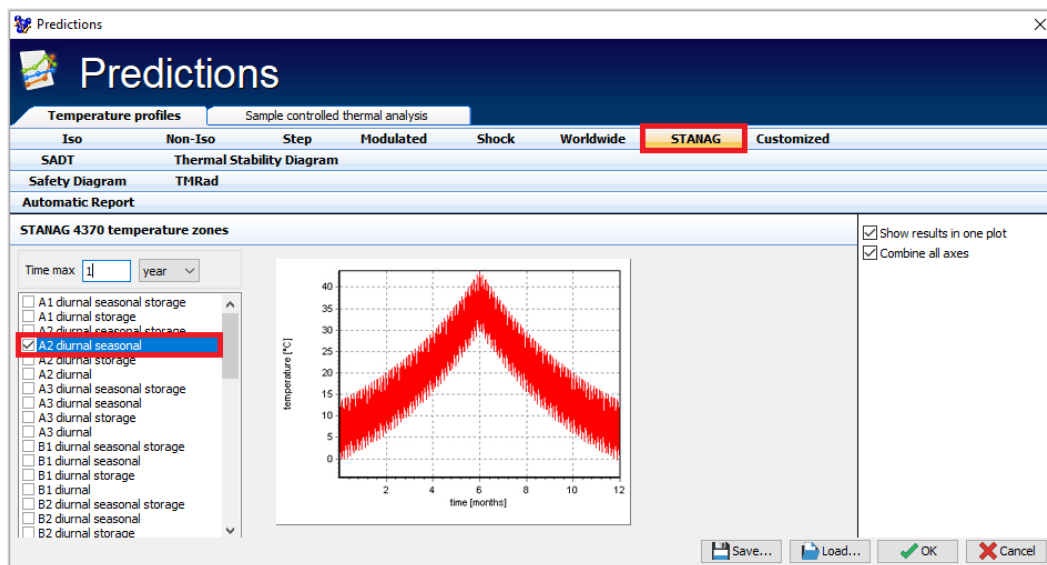 Predictions
Predictions
Temperature profiles Sample controlled thermal analysis
Iso Non-Iso Step Modulated Shock Worldwide STANAG Customized
SADT Thermal Stability Diagram
Safety Diagram TMRad
Automatic Report
STANAG 4370 temperature zones
Show results in one plot
Combine all axes
Time max 1 year
A1 diurnal seasonal storage
A1 diurnal storage
A2 diurnal seasonal storage
A2 diurnal seasonal
A2 diurnal storage
A2 diurnal
A3 diurnal seasonal storage
A3 diurnal seasonal
A3 diurnal storage
A3 diurnal
B1 diurnal seasonal storage
B1 diurnal seasonal
B1 diurnal storage
B1 diurnal
B2 diurnal seasonal storage
B2 diurnal seasonal
B2 diurnal storage
temperature [°C]
40
35
30
25
20
15
10
5
0
2 4 6 8 10 12
time [months]
Save... Load... OK Cancel